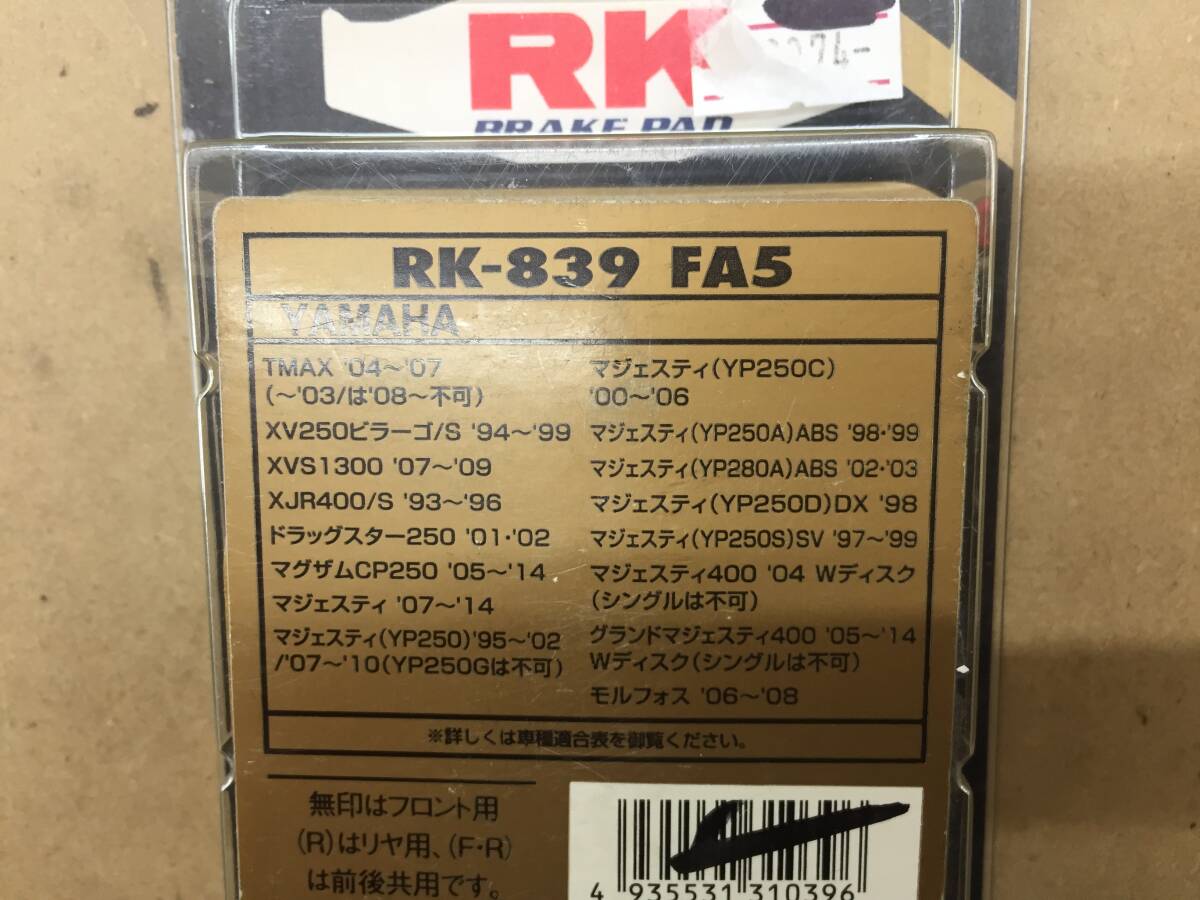 RK
BRAKE PAD
RK-839 FA5
YAMAHA
TMAX '04～'07
(～'03/は'08～不可)
XV250ビラーゴ/S '94～'99
XVS1300 '07～'09
XJR400/S '93～'96
ドラッグスター250 '01・'02
マグザムCP250 '05～'14
マジェスティ '07～'14
マジェスティ(YP250)'95～'02
/'07～'10(YP250Gは不可)
マジェスティ(YP250C)
'00～'06
マジェスティ(YP250A)ABS '98・'99
マジェスティ(YP280A)ABS '02・'03
マジェスティ(YP250D)DX '98
マジェスティ(YP250S)SV '97～'99
マジェスティ400 '04 Wディスク
(シングルは不可)
グランドマジェスティ400 '05～'14
Wディスク(シングルは不可)
モルフォス '06～'08
※詳しくは車種適合表を御覧ください。
無印はフロント用
(R)はリヤ用、(F・R)
は前後共用です。
4 935531 310396